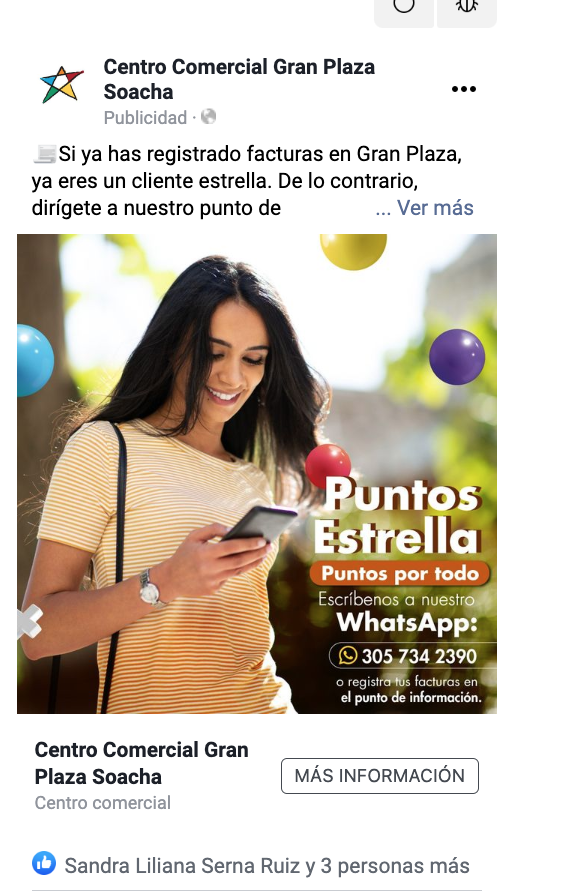 Centro Comercial Gran Plaza
Soacha
Publicidad ·
Si ya has registrado facturas en Gran Plaza,
ya eres un cliente estrella. De lo contrario,
dirígete a nuestro punto de ... Ver más
Puntos
Estrella
Puntos por todo
Escríbenos a nuestro
WhatsApp:
305 734 2390
o registra tus facturas en
el punto de información.
Centro Comercial Gran
Plaza Soacha
Centro comercial
MÁS INFORMACIÓN
Sandra Liliana Serna Ruiz y 3 personas más